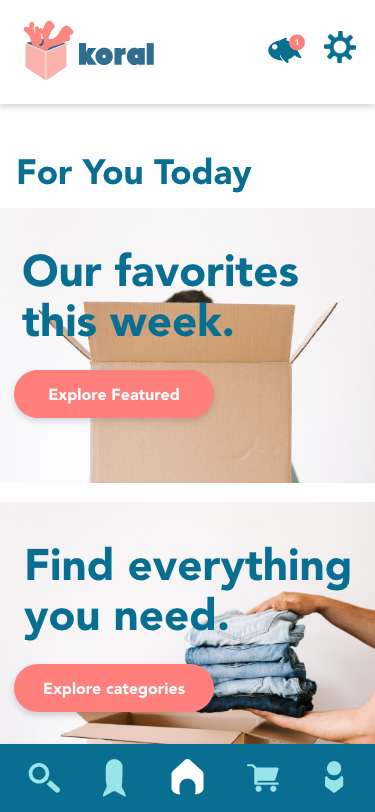 koral
1
For You Today
Our favorites
this week.
Explore Featured
Find everything
you need.
Explore categories